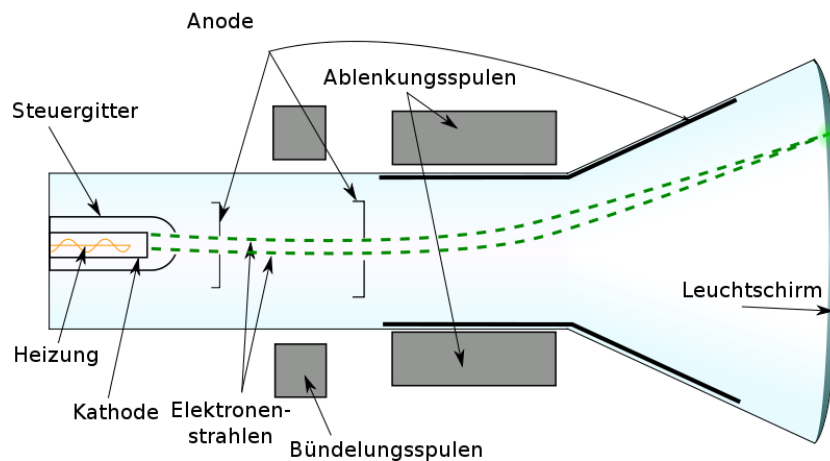 Anode
Ablenkungsspulen
Steuergitter
Leuchtschirm
Heizung
Kathode
Elektronen-
strahlen
Bündelungsspulen